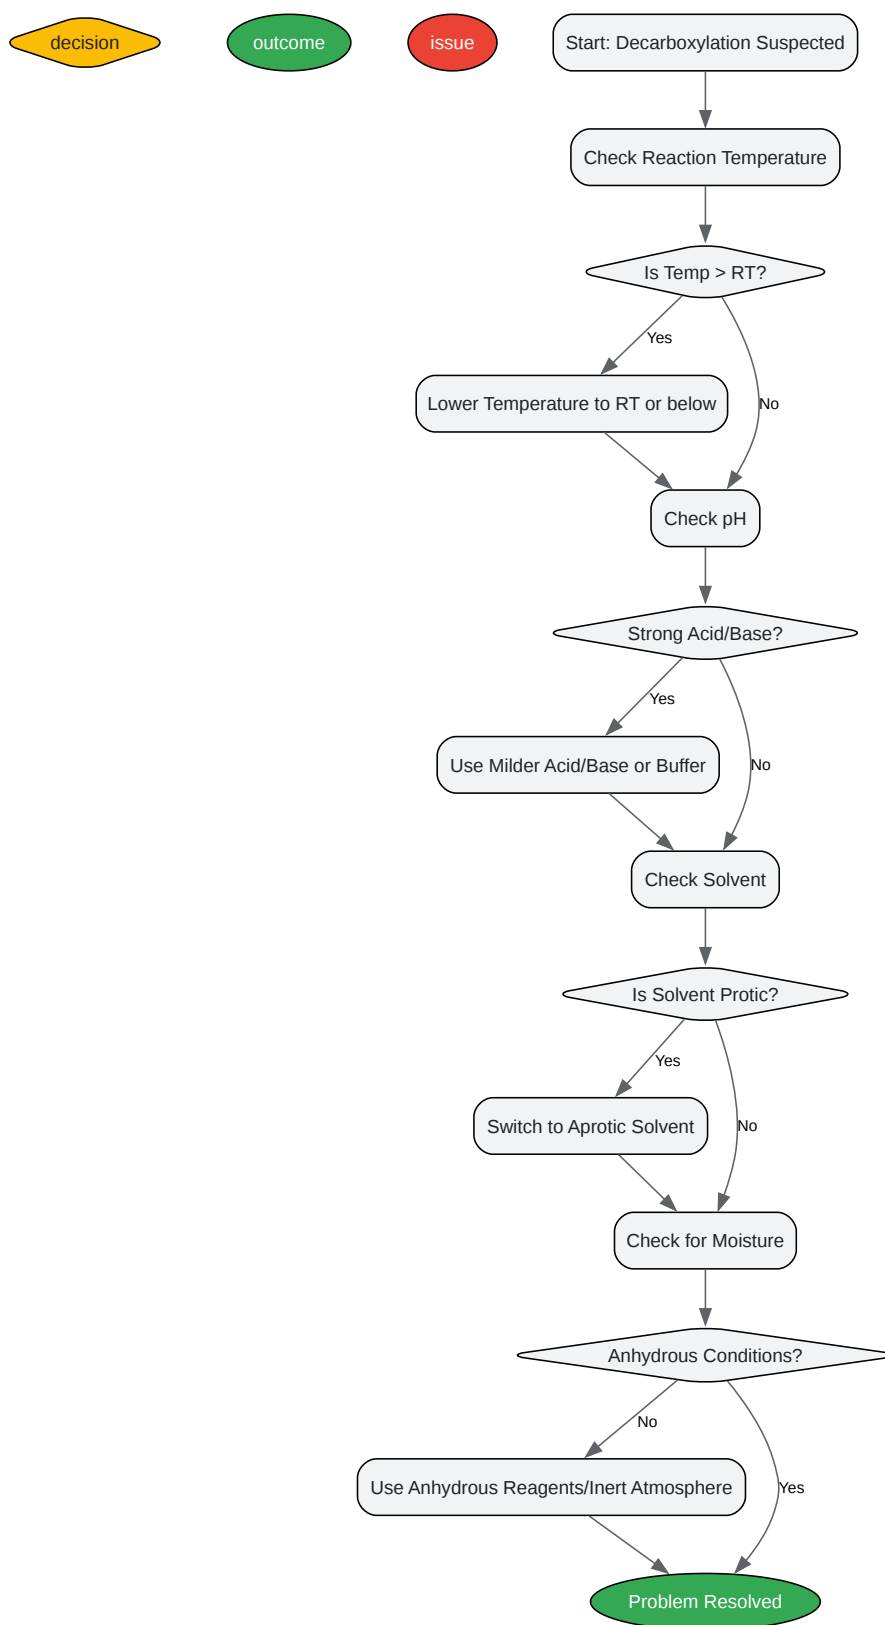 decision
outcome
issue
Start: Decarboxylation Suspected
Check Reaction Temperature
Is Temp > RT?
Yes
Lower Temperature to RT or below
No
Check pH
Strong Acid/Base?
Yes
Use Milder Acid/Base or Buffer
No
Check Solvent
Is Solvent Protic?
Yes
Switch to Aprotic Solvent
No
Check for Moisture
Anhydrous Conditions?
No
Use Anhydrous Reagents/Inert Atmosphere
Yes
Problem Resolved